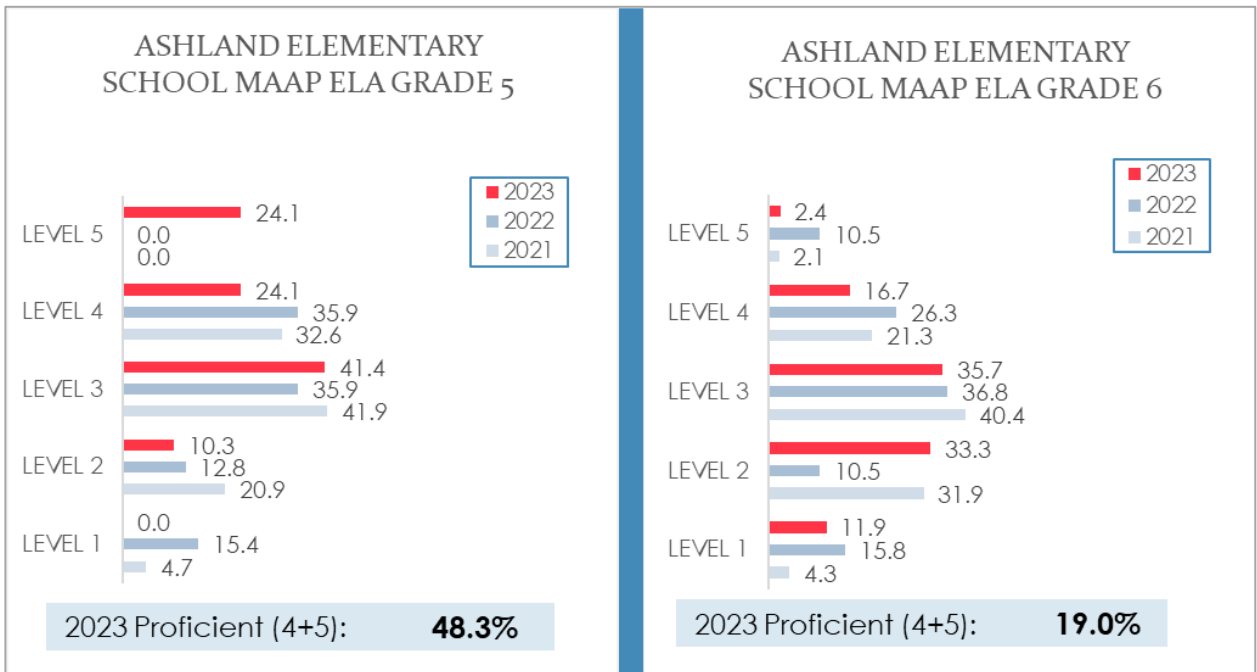 ASHLAND ELEMENTARY
SCHOOL MAAP ELA GRADE 5
2023
2022
2021
LEVEL 5
24.1
0.0
0.0
LEVEL 4
24.1
35.9
32.6
LEVEL 3
41.4
35.9
41.9
LEVEL 2
10.3
12.8
20.9
LEVEL 1
0.0
15.4
4.7
2023 Proficient (4+5): 48.3%
ASHLAND ELEMENTARY
SCHOOL MAAP ELA GRADE 6
2023
2022
2021
LEVEL 5
2.4
10.5
2.1
LEVEL 4
16.7
26.3
21.3
LEVEL 3
35.7
36.8
40.4
LEVEL 2
33.3
10.5
31.9
LEVEL 1
11.9
15.8
4.3
2023 Proficient (4+5): 19.0%